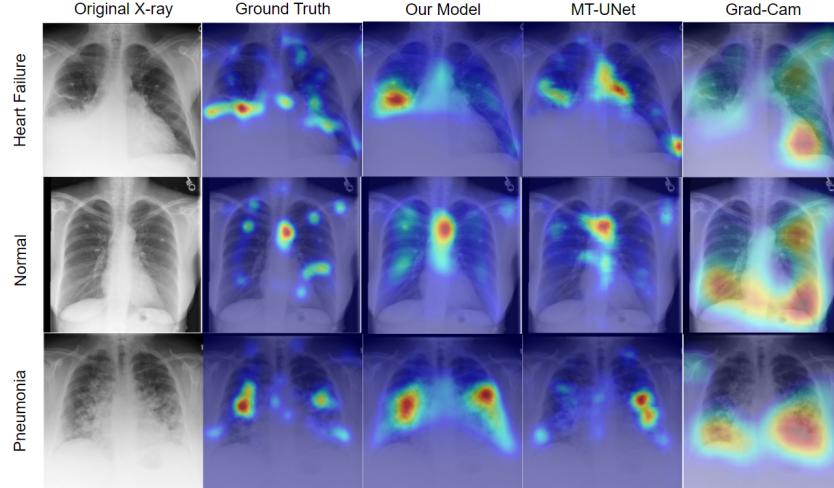 Original X-ray Ground Truth Our Model MT-UNet Grad-Cam
Heart Failure
Normal
Pneumonia